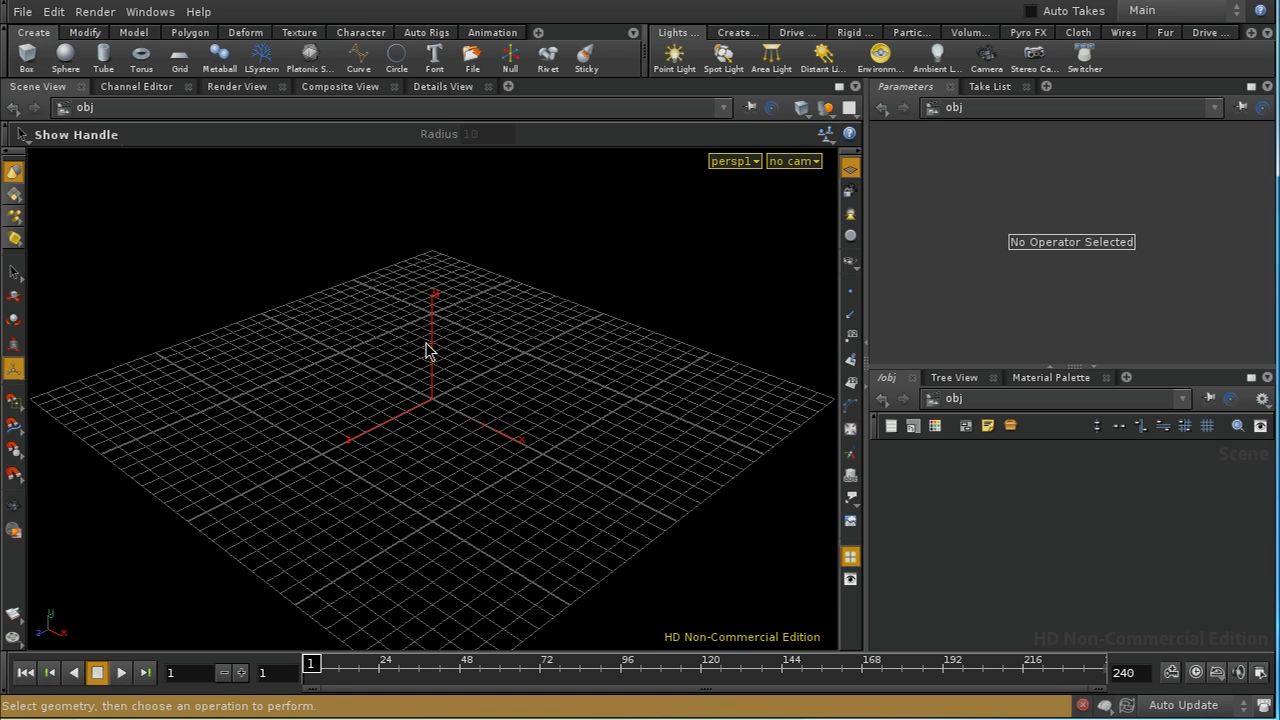 File Edit Render Windows Help Auto Takes Main
Create Modify Model Polygon Deform Texture Character Auto Rigs Animation Lights ... Create... Drive ... Rigid ... Partic... Volum... Pyro FX Cloth Wires Fur Drive ...
Box Sphere Tube Torus Grid Metaball LSystem Platonic S... Curve Circle Font File Null Rivet Sticky Point Light Spot Light Area Light Distant Li... Environm... Ambient L... Camera Stereo Ca... Switcher
Scene View Channel Editor Render View Composite View Details View Parameters Take List
obj obj
Show Handle Radius 10
persp1 no cam
No Operator Selected
/obj Tree View Material Palette
obj
Scene
y
z x
y
z x
HD Non-Commercial Edition HD Non-Commercial Edition
1 1 1 24 48 72 96 120 144 168 192 216 240
Select geometry, then choose an operation to perform. Auto Update